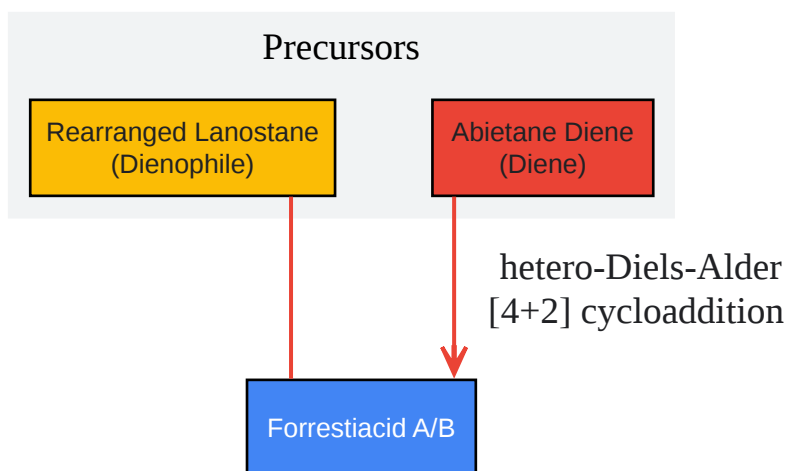 Precursors
Rearranged Lanostane
(Dienophile)
Abietane Diene
(Diene)
hetero-Diels-Alder
[4+2] cycloaddition
Forrestiacid A/B